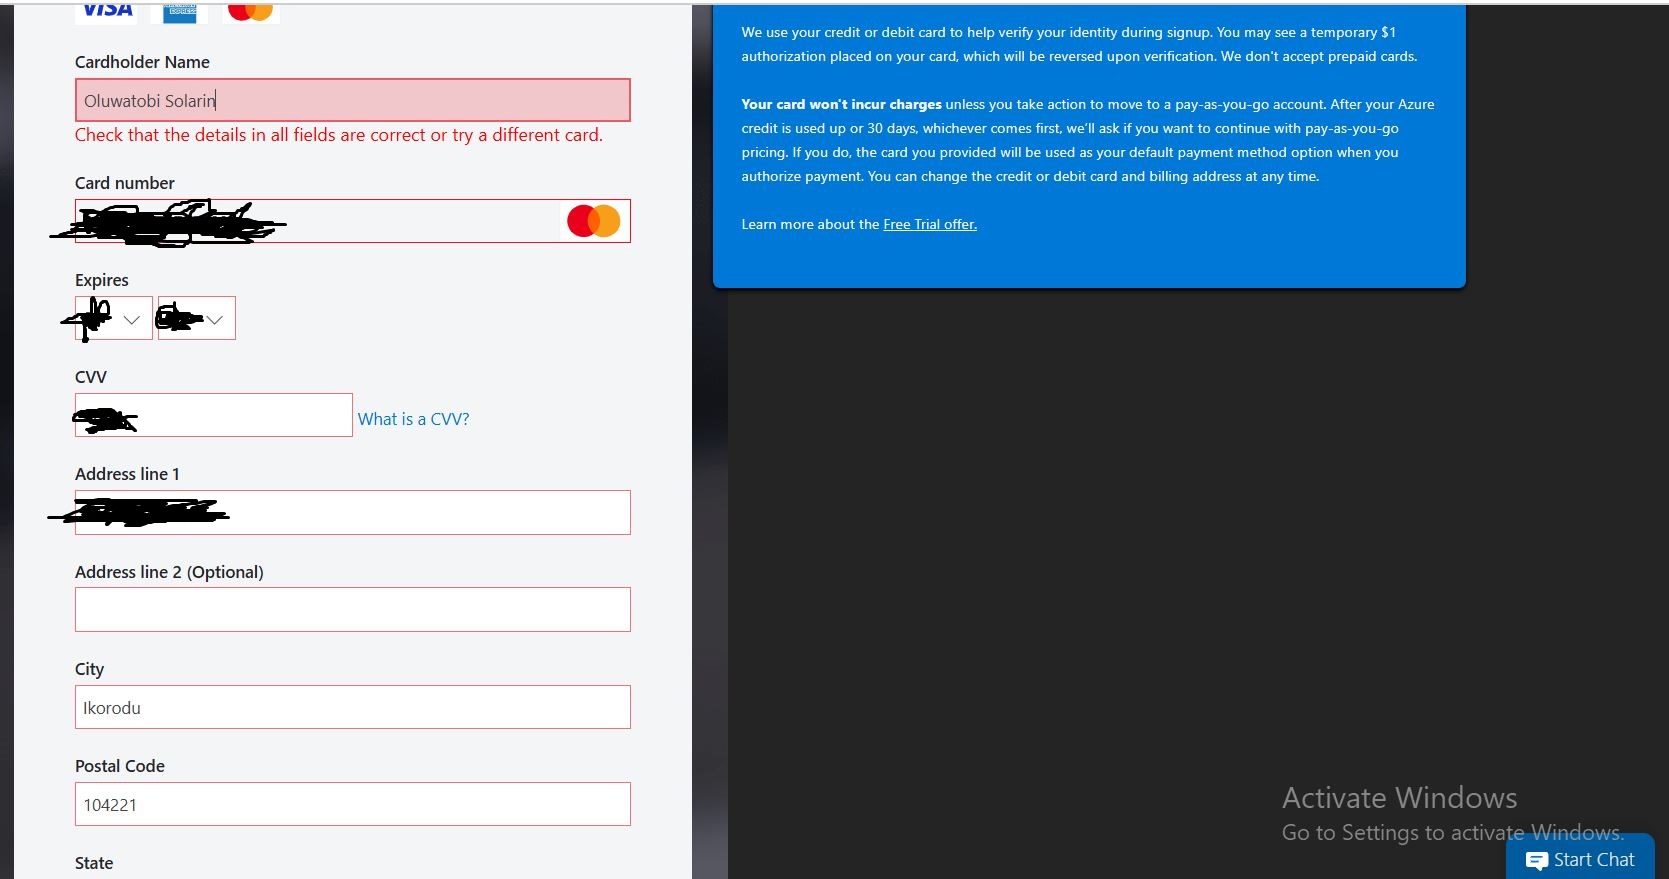 VISA
AMERICAN EXPRESS
Cardholder Name
Oluwatobi Solarin
Check that the details in all fields are correct or try a different card.
Card number
Expires
CVV
What is a CVV?
Address line 1
Address line 2 (Optional)
City
Ikorodu
Postal Code
104221
State
We use your credit or debit card to help verify your identity during signup. You may see a temporary $1
authorization placed on your card, which will be reversed upon verification. We don't accept prepaid cards.
Your card won't incur charges unless you take action to move to a pay-as-you-go account. After your Azure
credit is used up or 30 days, whichever comes first, we’ll ask if you want to continue with pay-as-you-go
pricing. If you do, the card you provided will be used as your default payment method option when you
authorize payment. You can change the credit or debit card and billing address at any time.
Learn more about the Free Trial offer.
Activate Windows
Go to Settings to activate Windows.
Start Chat